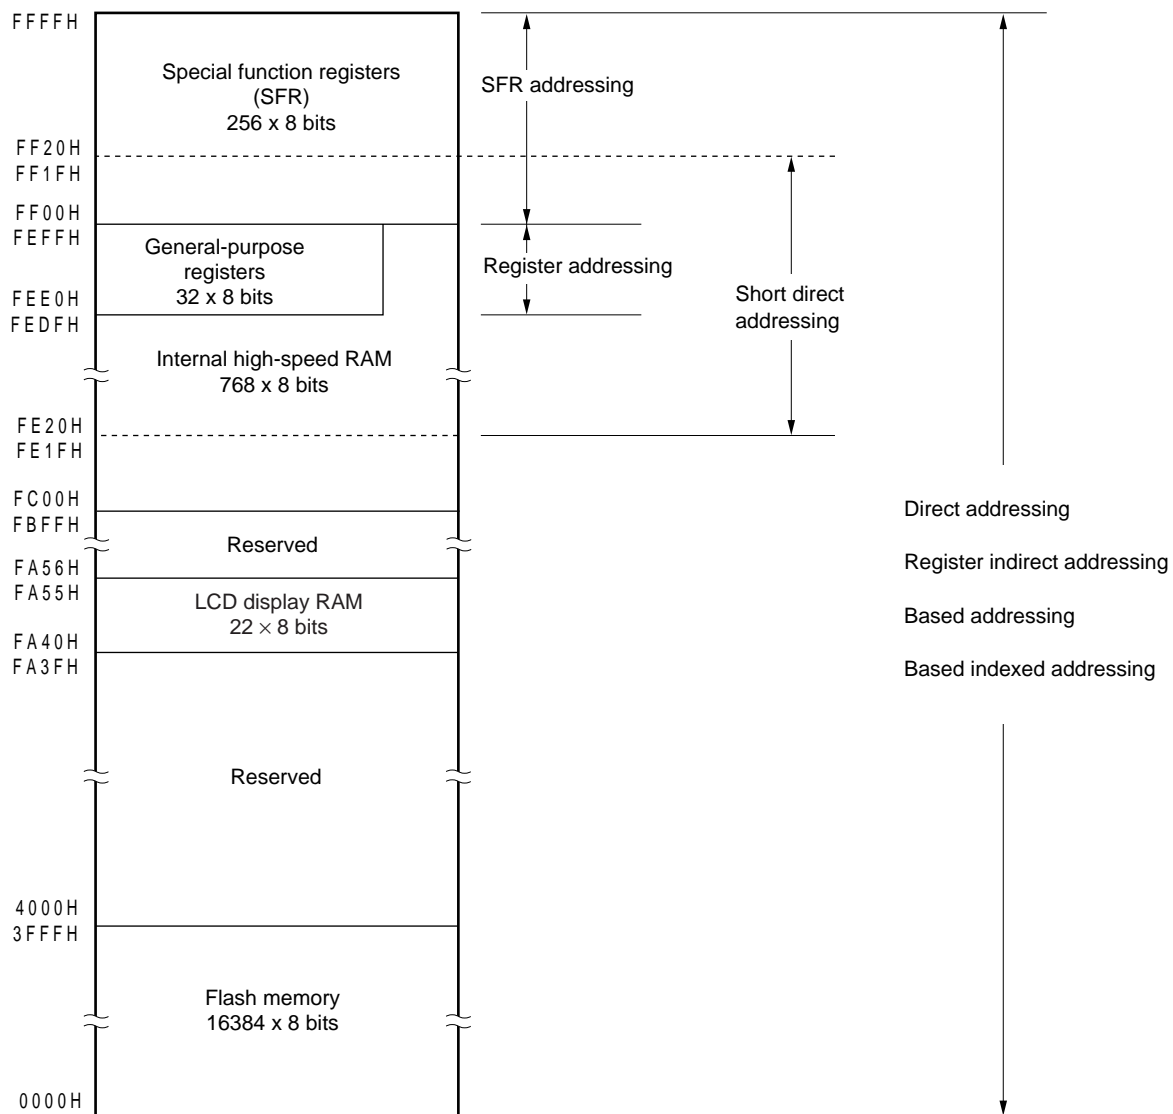 FFFFH
Special function registers
(SFR)
256 x 8 bits
SFR addressing
FF20H
FF1FH
FF00H
FEFFH
General-purpose
registers
32 x 8 bits
Register addressing
FEE0H
FEDFH
Short direct
addressing
Internal high-speed RAM
768 x 8 bits
FE20H
FE1FH
FC00H
FBFFH
Reserved
FA56H
FA55H
LCD display RAM
22 × 8 bits
FA40H
FA3FH
Direct addressing
Register indirect addressing
Based addressing
Based indexed addressing
Reserved
4000H
3FFFH
Flash memory
16384 x 8 bits
0000H